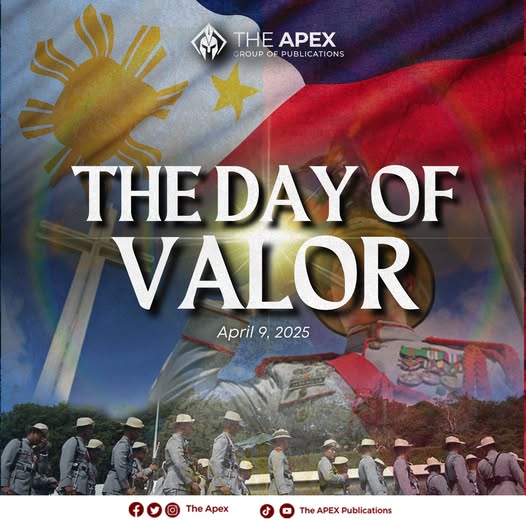 THE APEX
GROUP OF PUBLICATIONS
THE DAY OF
VALOR
April 9, 2025
The Apex
The APEX Publications